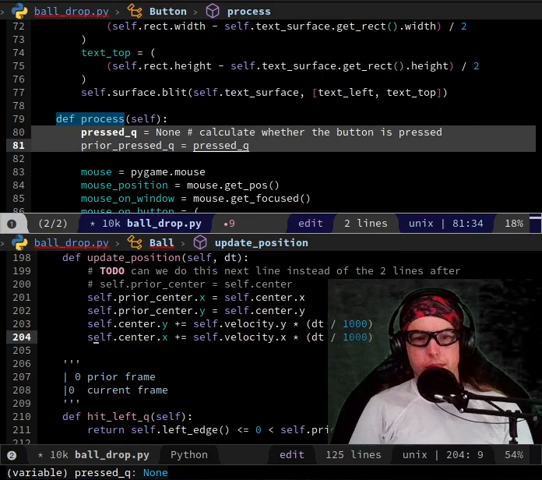 ball_drop.py › Button › process
72 (self.rect.width - self.text_surface.get_rect().width) / 2
73 )
74 text_top = (
75 (self.rect.height - self.text_surface.get_rect().height) / 2
76 )
77 self.surface.blit(self.text_surface, [text_left, text_top])
78
79 def process(self):
80 pressed_q = None # calculate whether the button is pressed
81 prior_pressed_q = pressed_q
82
83 mouse = pygame.mouse
84 mouse_position = mouse.get_pos()
85 mouse_on_window = mouse.get_focused()
86 mouse_on_button = (
1 (2/2) * 10k ball_drop.py •9 edit 2 lines unix | 81:34 18%
ball_drop.py › Ball › update_position
198 def update_position(self, dt):
199 # TODO can we do this next line instead of the 2 lines after
200 # self.prior_center = self.center
201 self.prior_center.x = self.center.x
202 self.prior_center.y = self.center.y
203 self.center.y += self.velocity.y * (dt / 1000)
204 self.center.x += self.velocity.x * (dt / 1000)
205
206 '''
207 | 0 prior frame
208 |0 current frame
209 '''
210 def hit_left_q(self):
211 return self.left_edge() <= 0 < self.pri
212
2 * 10k ball_drop.py Python edit 125 lines unix | 204: 9 54%
(variable) pressed_q: None